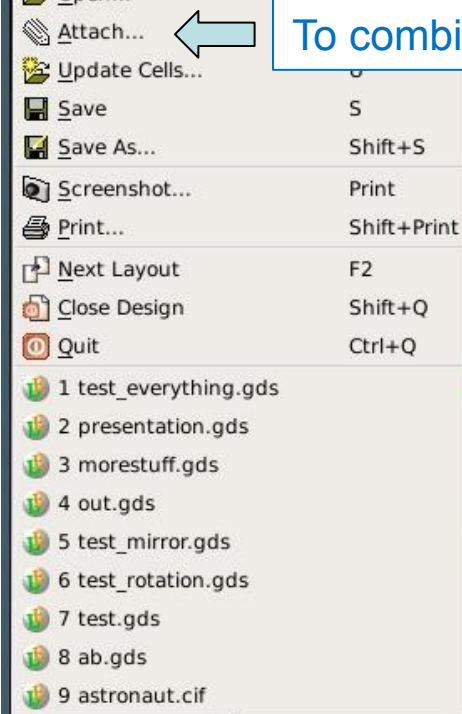 Attach...
To combi
Update Cells...
Save S
Save As... Shift+S
Screenshot... Print
Print... Shift+Print
Next Layout F2
Close Design Shift+Q
Quit Ctrl+Q
1 test_everything.gds
2 presentation.gds
3 morestuff.gds
4 out.gds
5 test_mirror.gds
6 test_rotation.gds
7 test.gds
8 ab.gds
9 astronaut.cif